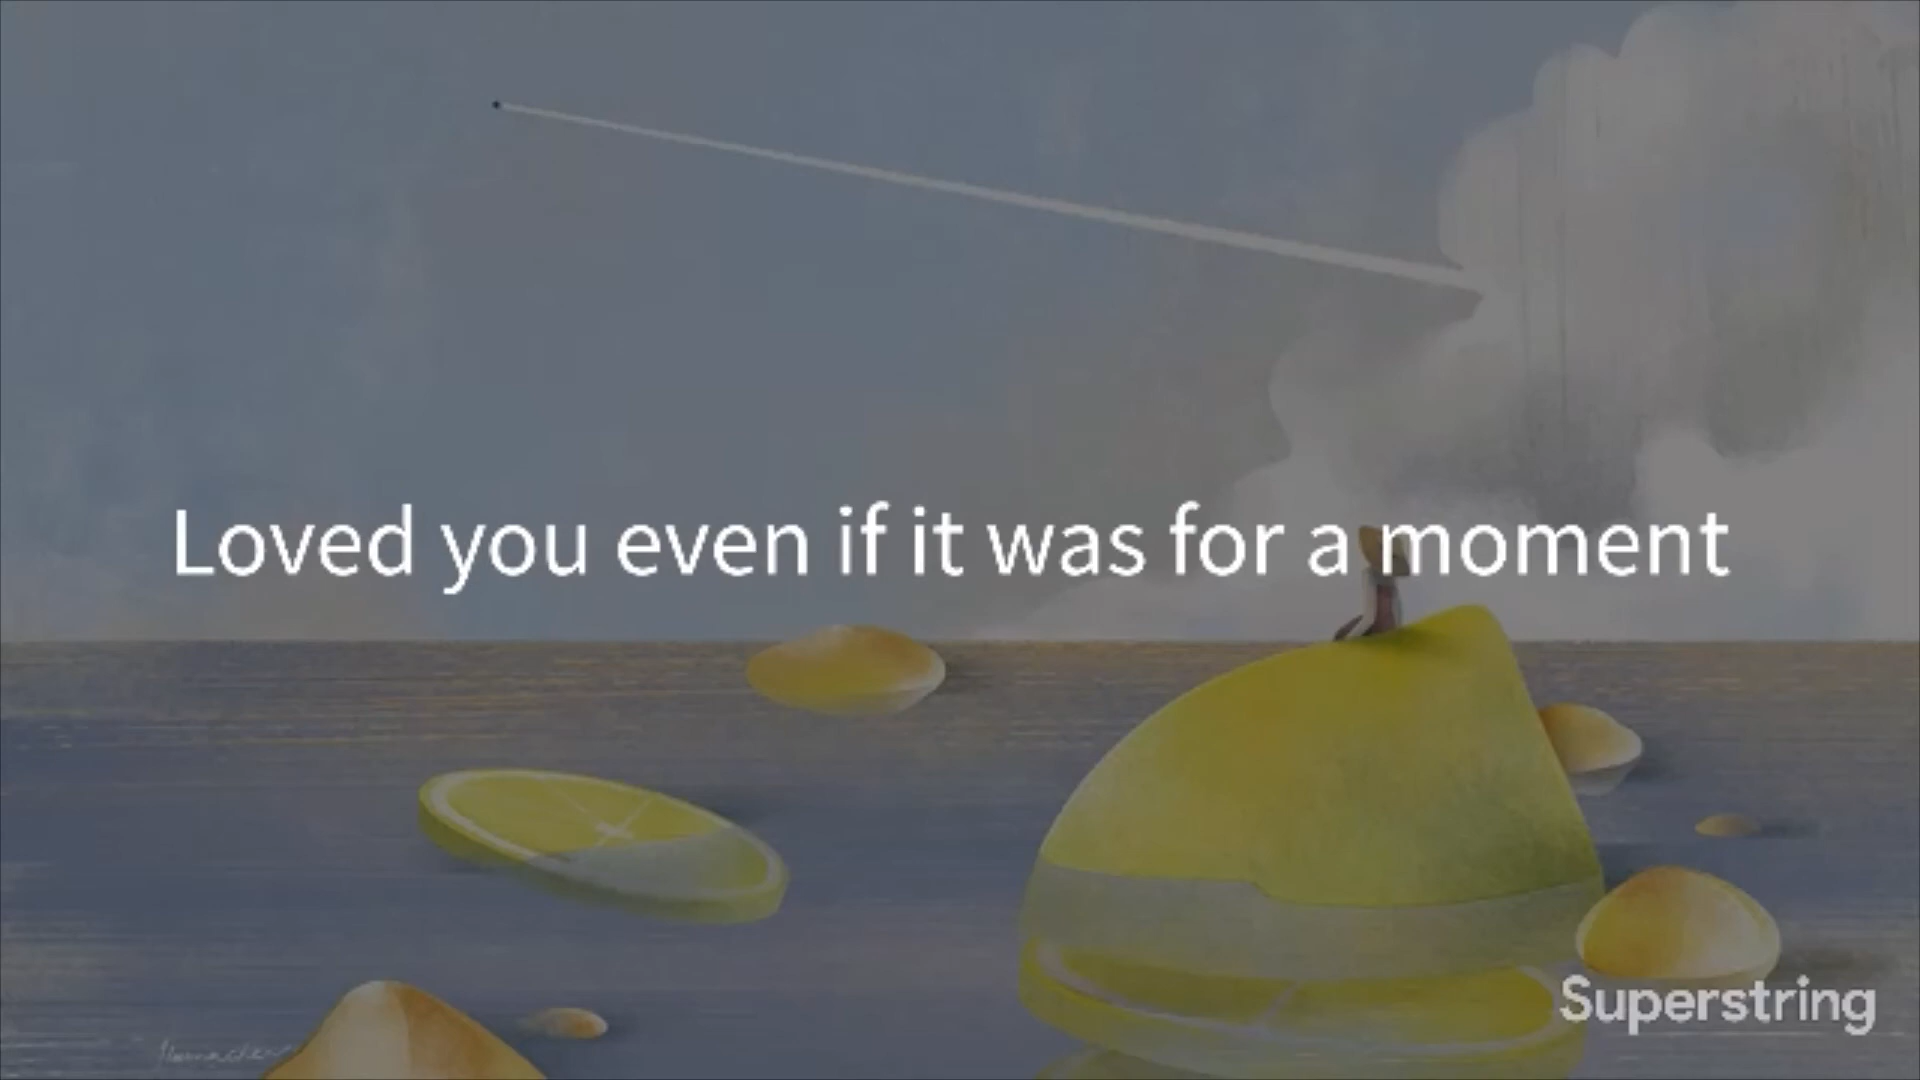 Loved you even if it was for a moment
Superstring